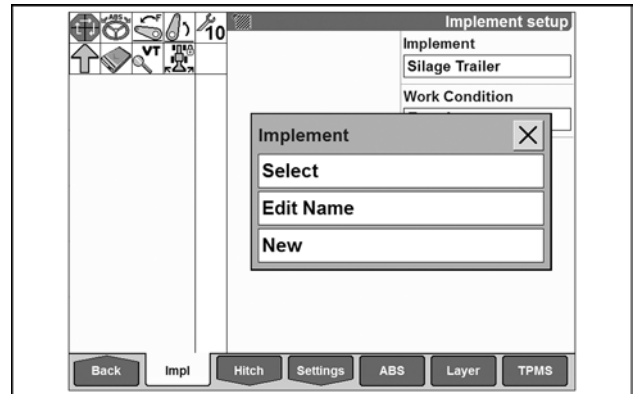 ABS
F
10
Implement setup
VT
Implement
Silage Trailer
Work Condition
Implement
Select
Edit Name
New
Back
Impl
Hitch
Settings
ABS
Layer
TPMS